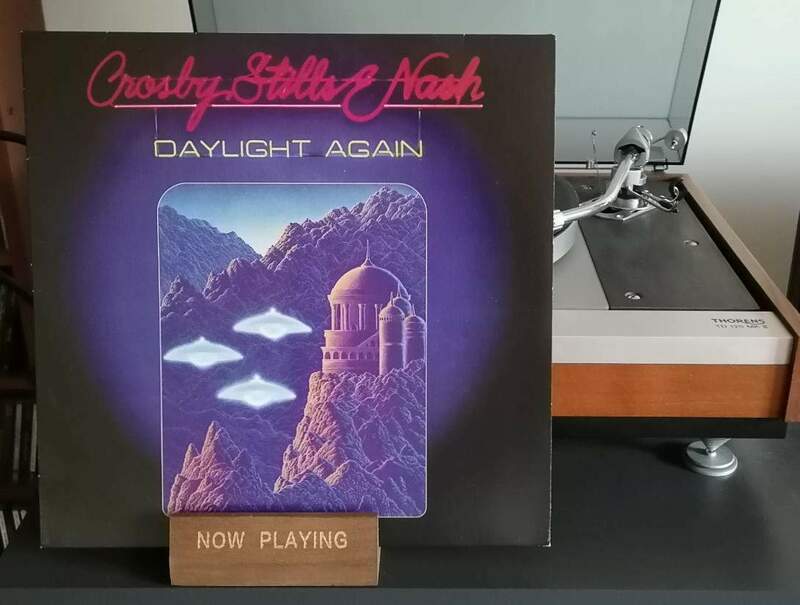 Crosby, Stills & Nash
DAYLIGHT AGAIN
THORENS
TD 125 MK II
NOW PLAYING